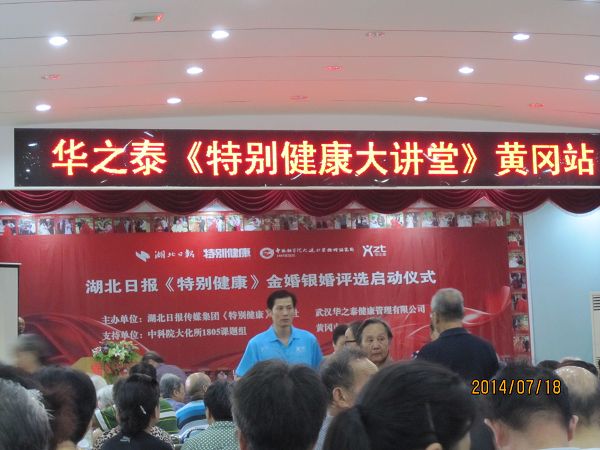 华之泰《特别健康大讲堂》黄冈站
湖北日报 特别健康
湖北日报《特别健康》金婚银婚评选启动仪式
主办单位：湖北日报传媒集团《特别健康》 社 武汉华之泰健康管理有限公司
支持单位：中科院大化所1805课题组 黄冈
2014/07/18